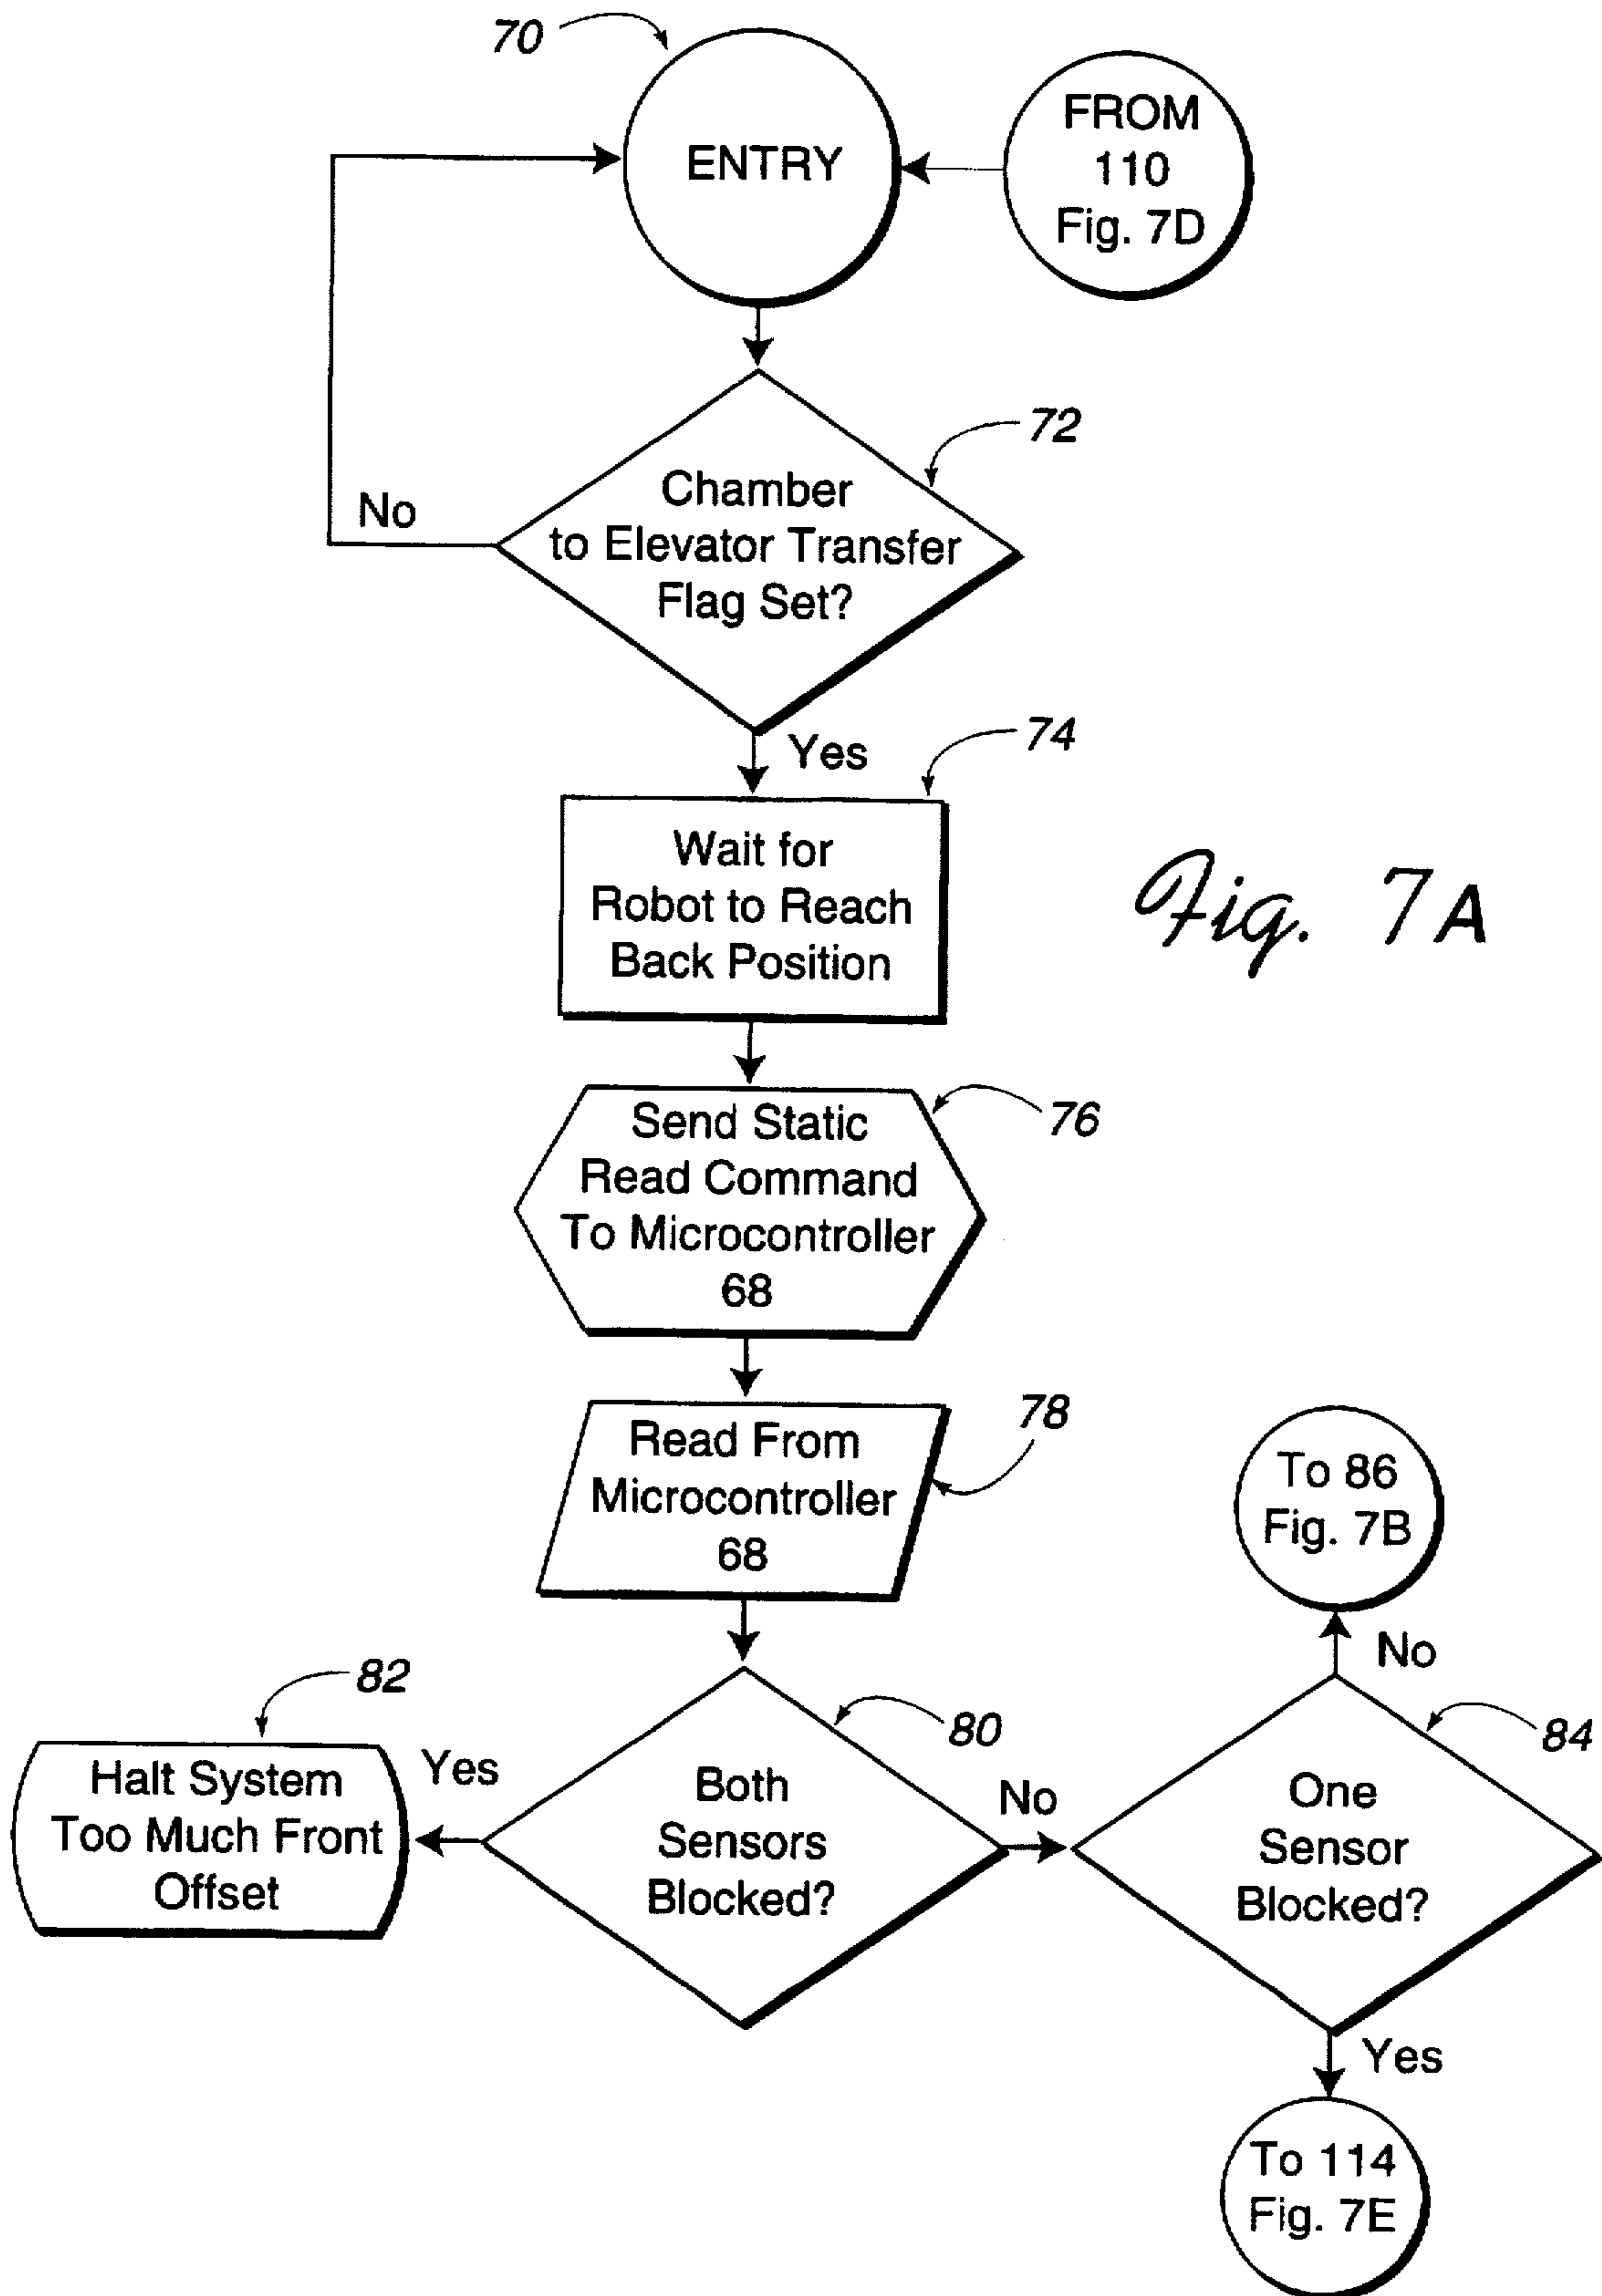 70
ENTRY
FROM
110
Fig. 7D
72
Chamber
to Elevator Transfer
Flag Set?
No
Yes
74
Wait for
Robot to Reach
Back Position
Fig. 7A
76
Send Static
Read Command
To Microcontroller
68
78
Read From
Microcontroller
68
To 86
Fig. 7B
No
82
80
84
Halt System
Too Much Front
Offset
Yes
Both
Sensors
Blocked?
No
One
Sensor
Blocked?
Yes
To 114
Fig. 7E